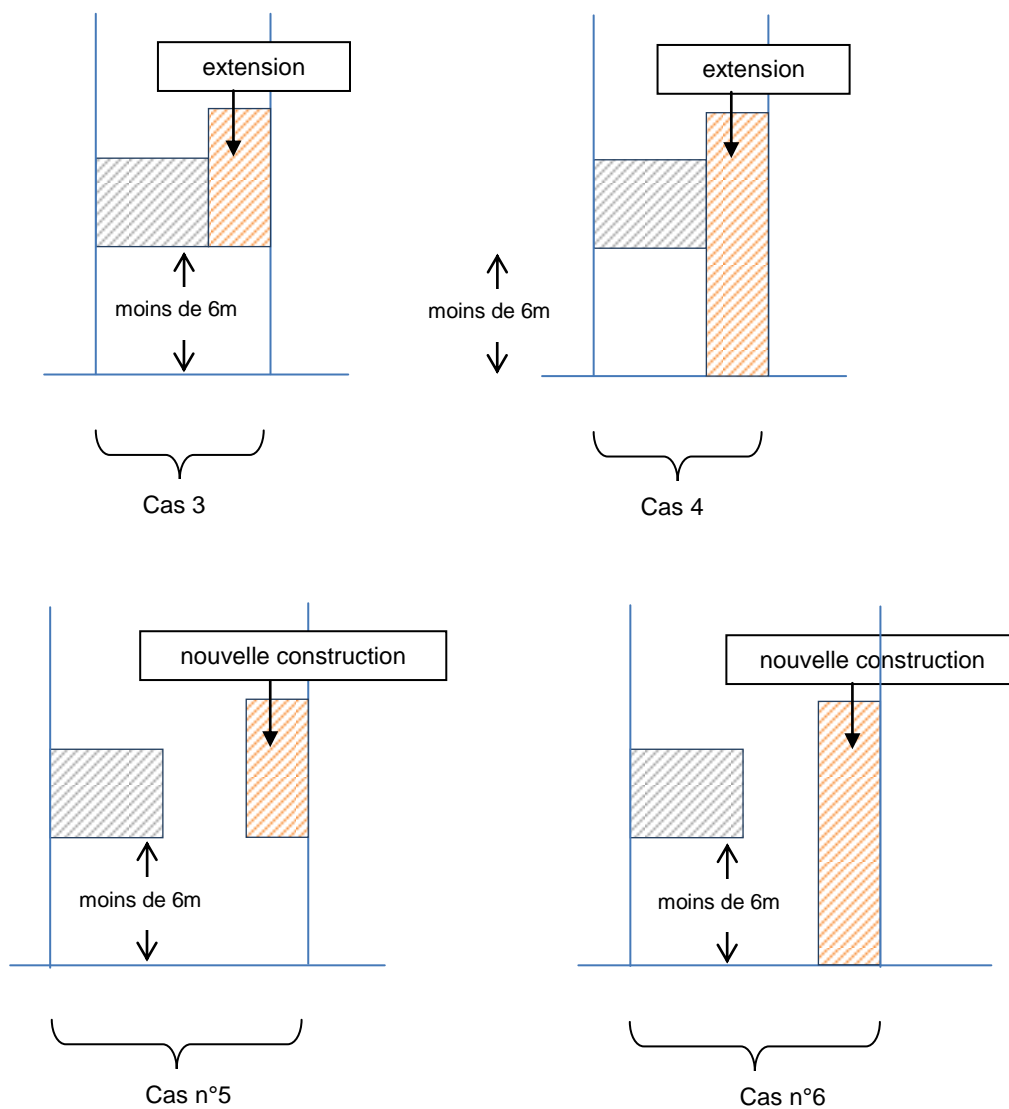 extension
extension
moins de 6m
moins de 6m
Cas 3
Cas 4
nouvelle construction
nouvelle construction
moins de 6m
moins de 6m
Cas n°5
Cas n°6